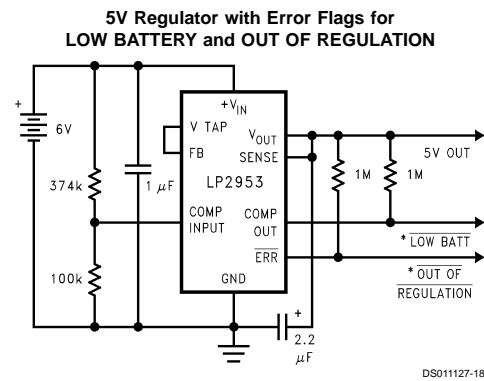 5V Regulator with Error Flags for
LOW BATTERY and OUT OF REGULATION
+VIN
+
6V
V TAP
FB
VOUT
SENSE
5V OUT
LP2953
374k
1 μF
1M
1M
COMP
INPUT
COMP
OUT
* LOW BATT
ERR
* OUT OF
REGULATION
100k
GND
+
2.2
μF
DS011127-18